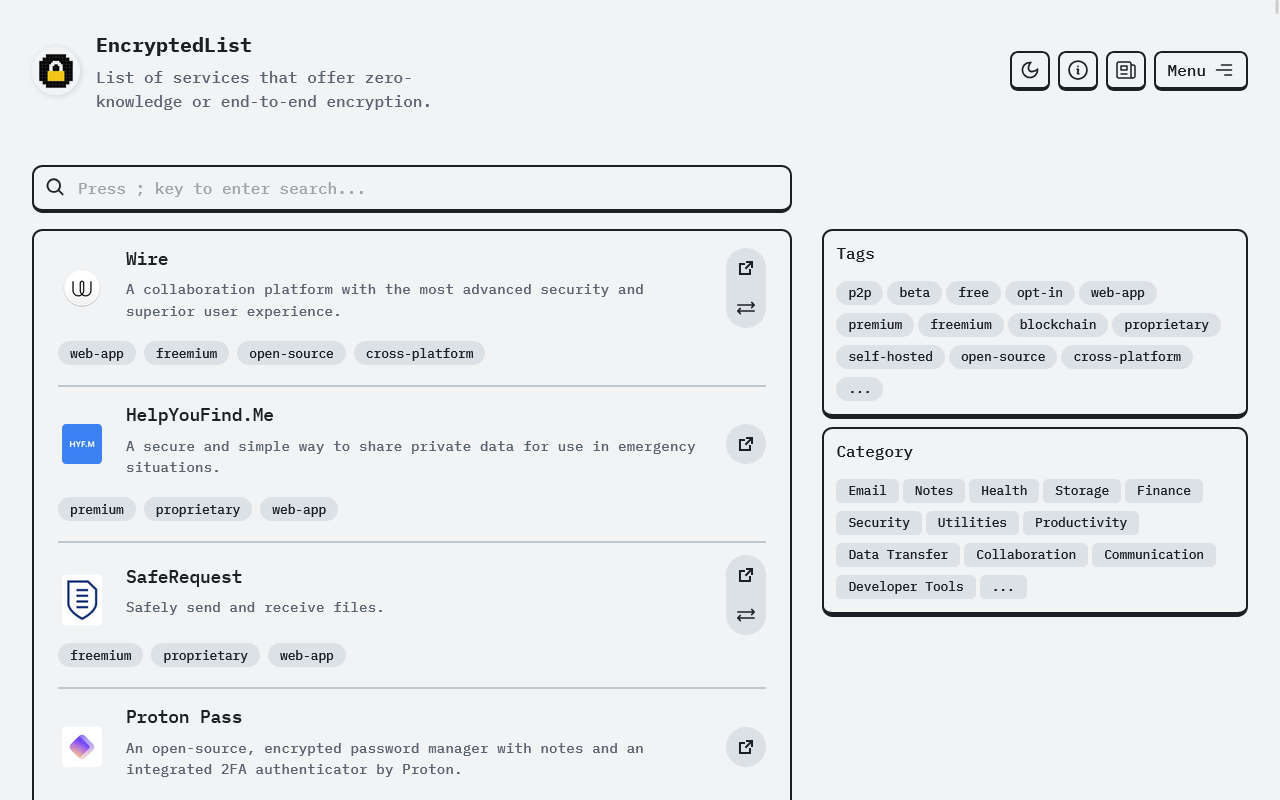 EncryptedList
List of services that offer zero-
knowledge or end-to-end encryption.
Menu
Press ; key to enter search...
Wire
A collaboration platform with the most advanced security and
superior user experience.
web-app freemium open-source cross-platform
HYF.M
HelpYouFind.Me
A secure and simple way to share private data for use in emergency
situations.
premium proprietary web-app
SafeRequest
Safely send and receive files.
freemium proprietary web-app
Proton Pass
An open-source, encrypted password manager with notes and an
integrated 2FA authenticator by Proton.
Tags
p2p beta free opt-in web-app
premium freemium blockchain proprietary
self-hosted open-source cross-platform
...
Category
Email Notes Health Storage Finance
Security Utilities Productivity
Data Transfer Collaboration Communication
Developer Tools ...